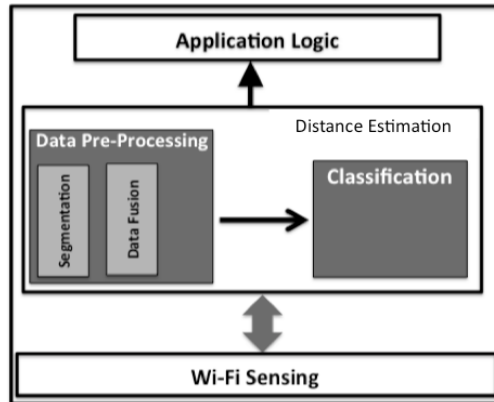 Application Logic
Distance Estimation
Data Pre-Processing
Segmentation
Data Fusion
Classification
Wi-Fi Sensing